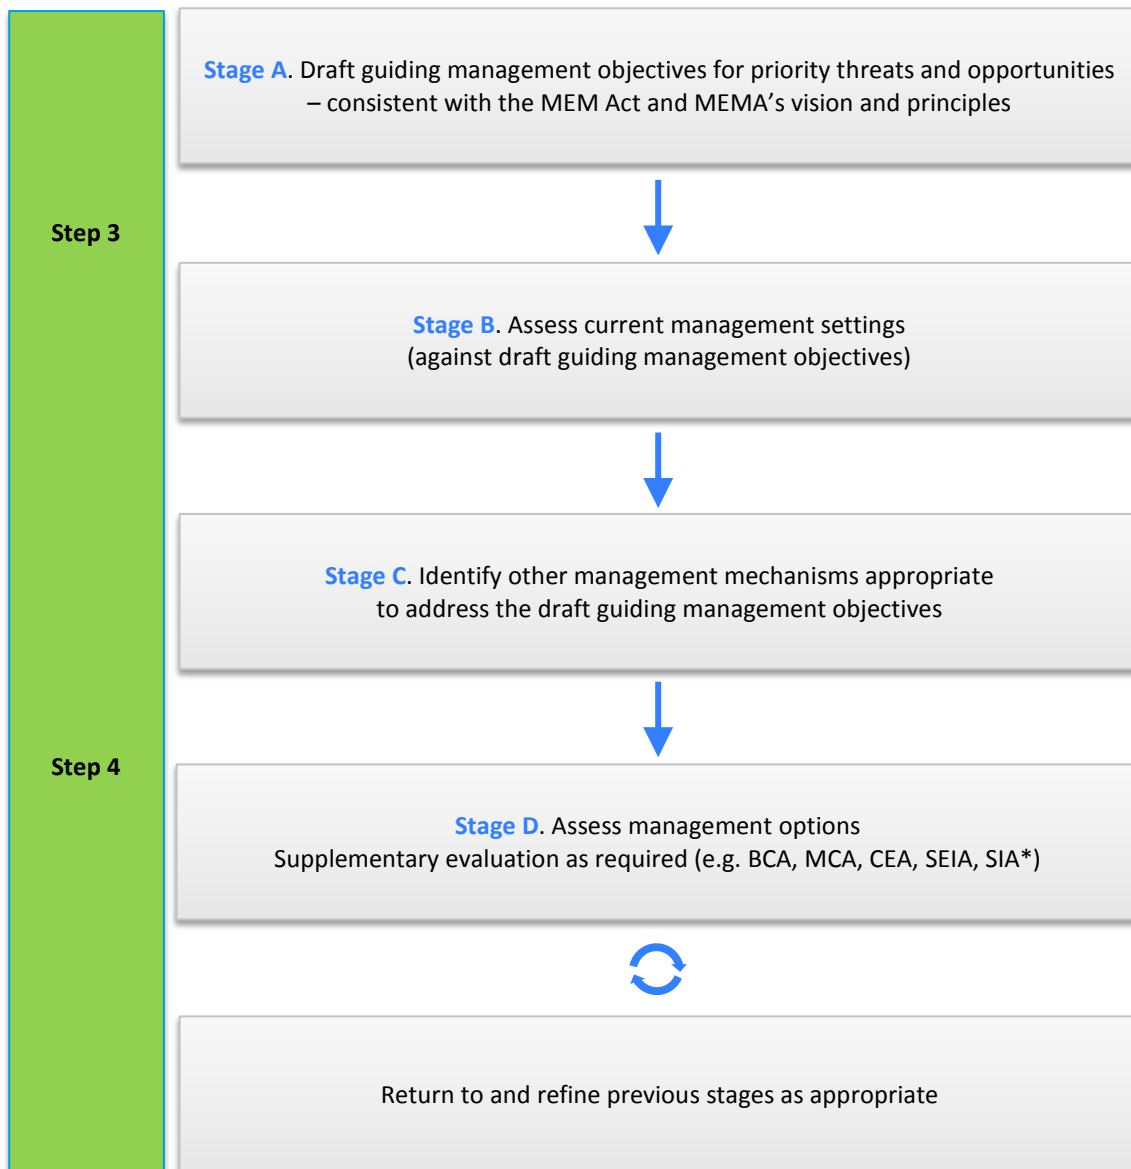 Stage A. Draft guiding management objectives for priority threats and opportunities
– consistent with the MEM Act and MEMA’s vision and principles
Step 3
Stage B. Assess current management settings
(against draft guiding management objectives)
Stage C. Identify other management mechanisms appropriate
to address the draft guiding management objectives
Step 4
Stage D. Assess management options
Supplementary evaluation as required (e.g. BCA, MCA, CEA, SEIA, SIA*)
Return to and refine previous stages as appropriate